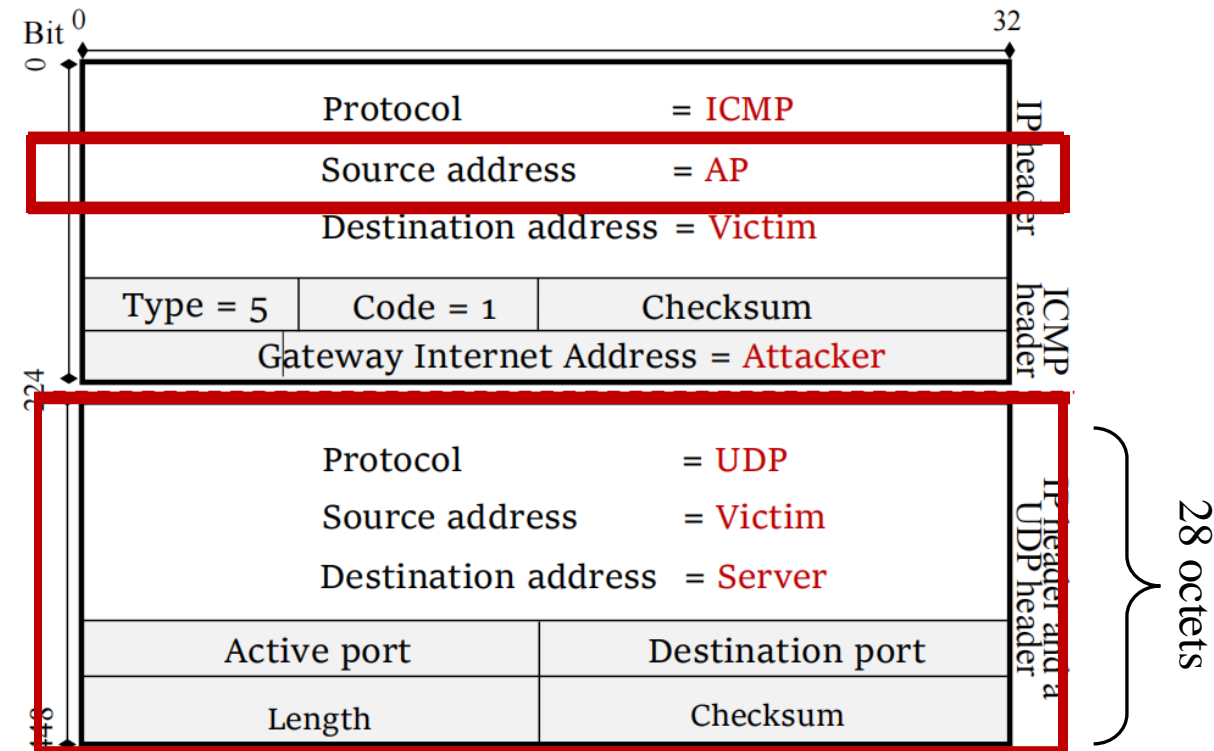 Bit 0 32
0
Protocol = ICMP
Source address = AP
Destination address = Victim
IP header
Type = 5 Code = 1 Checksum
Gateway Internet Address = Attacker
ICMP
header
224
Protocol = UDP
Source address = Victim
Destination address = Server
Active port Destination port
Length Checksum
IP header and a
UDP header
28 octets
448